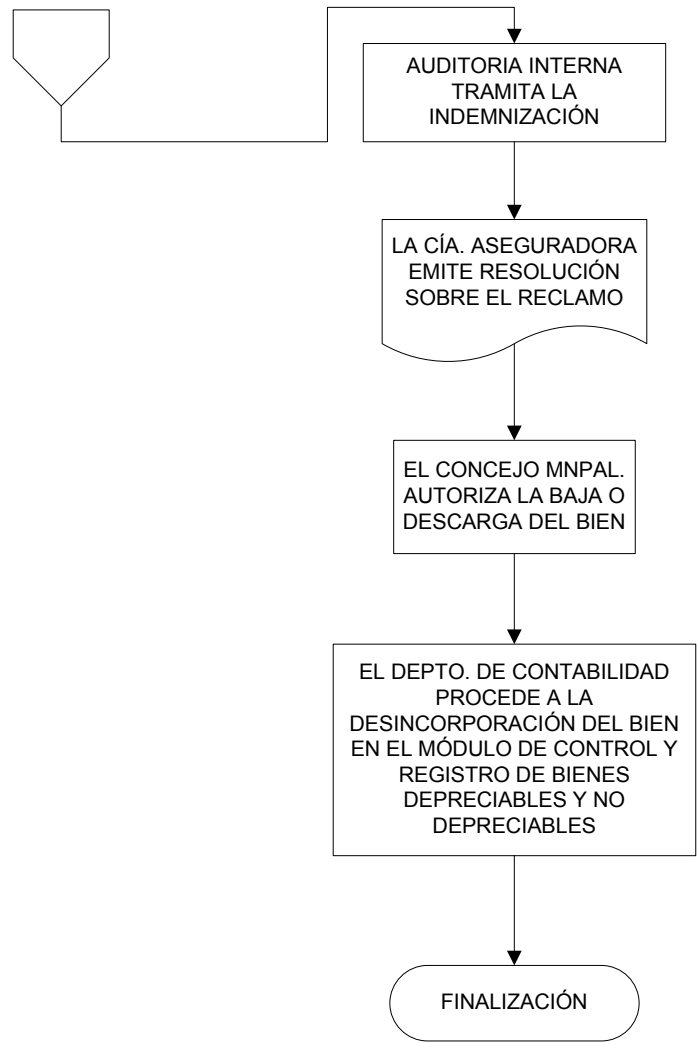 AUDITORIA INTERNA
TRAMITA LA
INDEMNIZACIÓN
LA CÍA. ASEGURADORA
EMITE RESOLUCIÓN
SOBRE EL RECLAMO
EL CONCEJO MNPAL.
AUTORIZA LA BAJA O
DESCARGA DEL BIEN
EL DEPTO. DE CONTABILIDAD
PROCEDE A LA
DESINCORPORACIÓN DEL BIEN
EN EL MÓDULO DE CONTROL Y
REGISTRO DE BIENES
DEPRECIABLES Y NO
DEPRECIABLES
FINALIZACIÓN